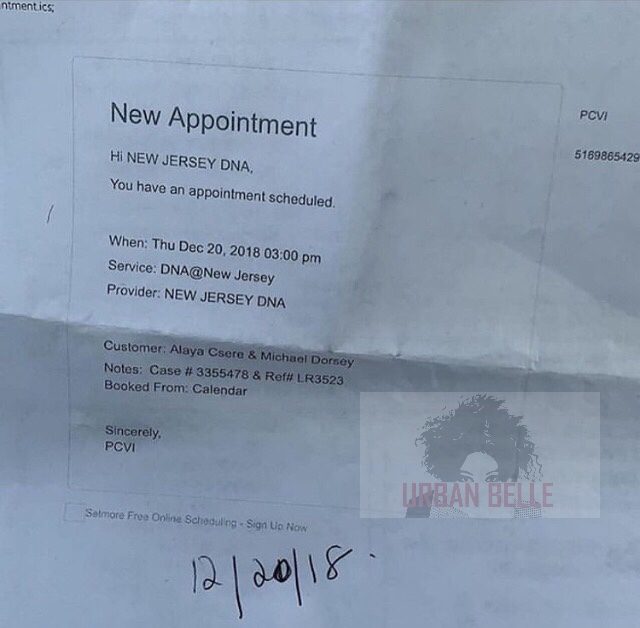 ntment.ics;
New Appointment
PCVI
Hi NEW JERSEY DNA,
5169865429
You have an appointment scheduled.
When: Thu Dec 20, 2018 03:00 pm
Service: DNA@New Jersey
Provider: NEW JERSEY DNA
Customer: Alaya Csere & Michael Dorsey
Notes: Case # 3355478 & Ref# LR3523
Booked From: Calendar
Sincerely,
PCVI
URBAN BELLE
Setmore Free Online Scheduling - Sign Up Now
12/20/18